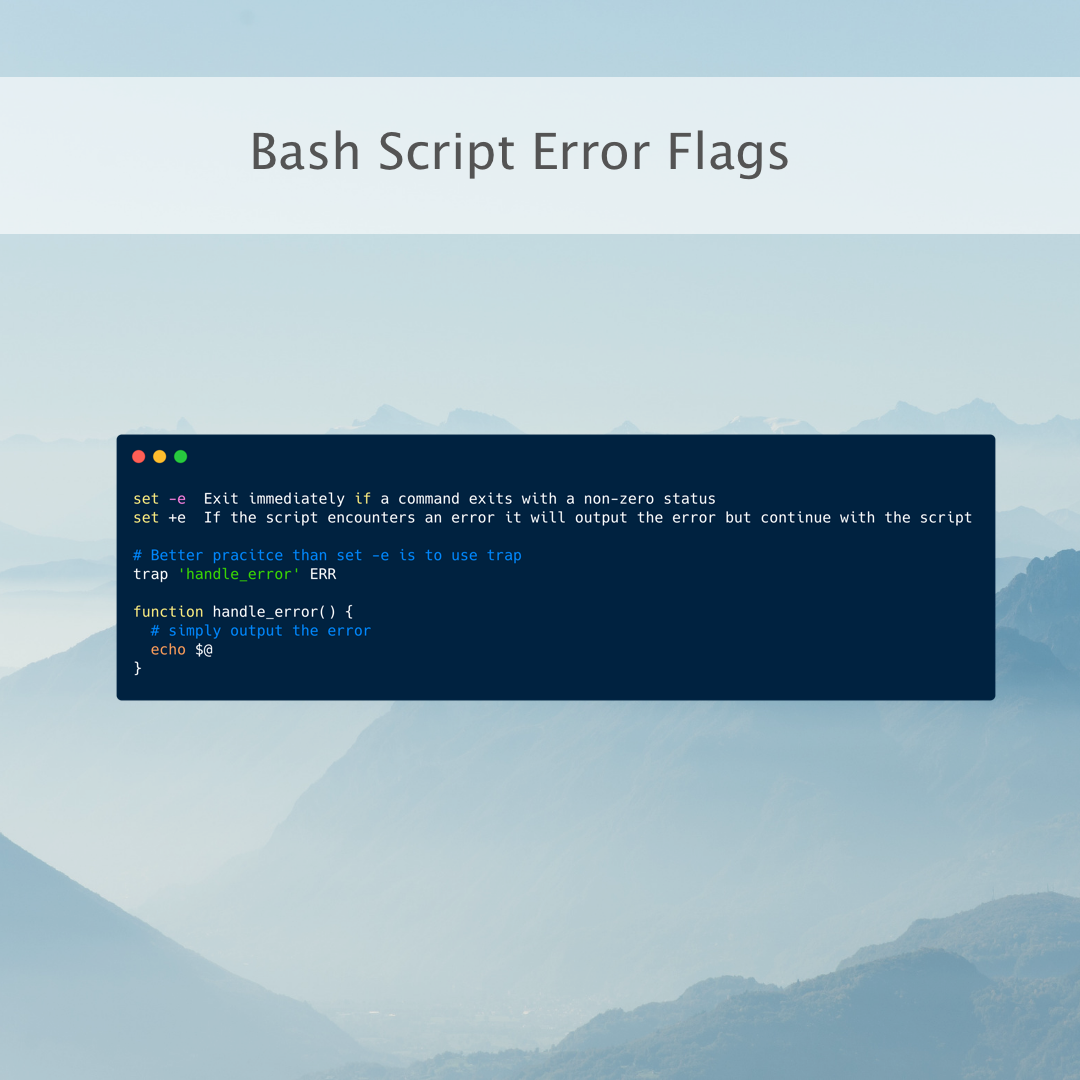 Bash Script Error Flags
set -e  Exit immediately if a command exits with a non-zero status
set +e  If the script encounters an error it will output the error but continue with the script
# Better pracitce than set -e is to use trap
trap 'handle_error' ERR
function handle_error() {
  # simply output the error
  echo $@
}